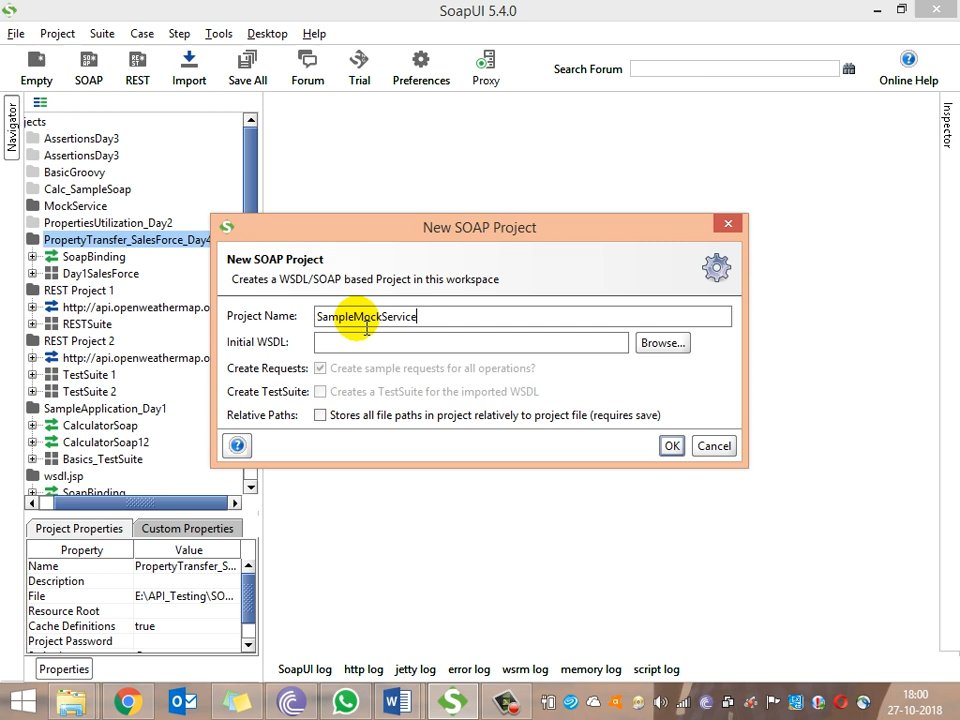 SoapUI 5.4.0
File Project Suite Case Step Tools Desktop Help
Empty SOAP REST Import Save All Forum Trial Preferences Proxy Search Forum Online Help
Navigator
Inspector
jects
AssertionsDay3
AssertionsDay3
BasicGroovy
Calc_SampleSoap
MockService
PropertiesUtilization_Day2
PropertyTransfer_SalesForce_Day4
SoapBinding
Day1SalesForce
REST Project 1
http://api.openweathermap.o
RESTSuite
REST Project 2
http://api.openweathermap.o
TestSuite 1
TestSuite 2
SampleApplication_Day1
CalculatorSoap
CalculatorSoap12
Basics_TestSuite
wsdl.jsp
SoapBinding
New SOAP Project
New SOAP Project
Creates a WSDL/SOAP based Project in this workspace
Project Name: SampleMockService
Initial WSDL: Browse...
Create Requests: Create sample requests for all operations?
Create TestSuite: Creates a TestSuite for the imported WSDL
Relative Paths: Stores all file paths in project relatively to project file (requires save)
OK Cancel
Project Properties Custom Properties
Property Value
Name PropertyTransfer_S...
Description
File E:\API_Testing\SO...
Resource Root
Cache Definitions true
Project Password
Properties
SoapUI log http log jetty log error log wsrm log memory log script log
18:00
27-10-2018